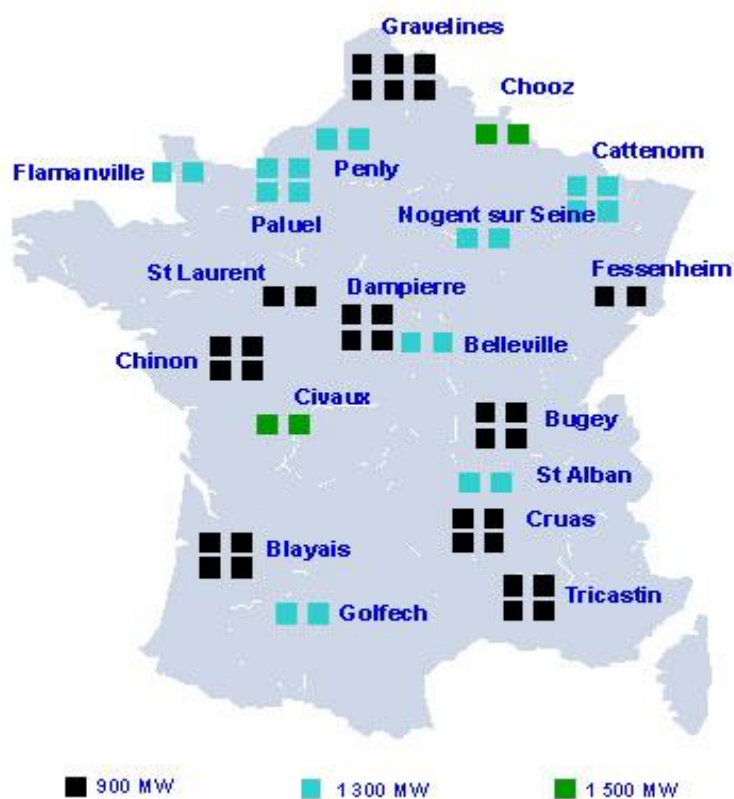 Gravelines
Chooz
Cattenom
Flamanville
Penly
Paluel
Nogent sur Seine
St Laurent
Dampierre
Fessenheim
Chinon
Belleville
Civaux
Bugey
St Alban
Cruas
Blayais
Tricastin
Golfech
900 MW
1 300 MW
1 500 MW